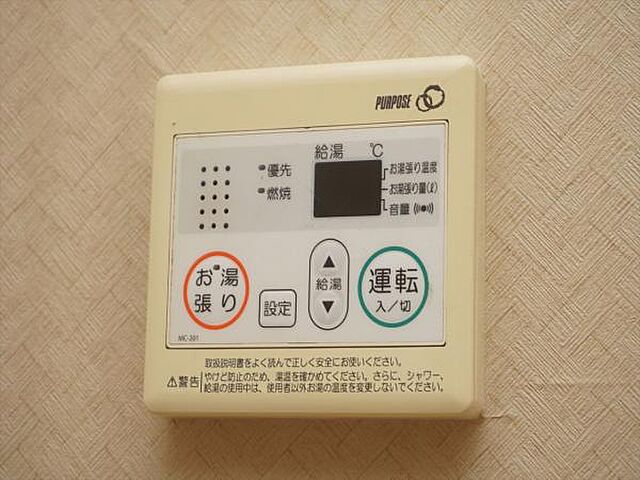 PURPOSE
給湯 ℃
優先
燃焼
お湯張り温度
お湯張り量(ℓ)
音量
お湯張り
設定
給湯
運転
入／切
MC-201
取扱説明書をよく読んで正しく安全にお使いください。
警告
やけど防止のため、湯温を確かめてください。さらに、シャワー、
給湯の使用中は、使用者以外お湯の温度を変更しないでください。